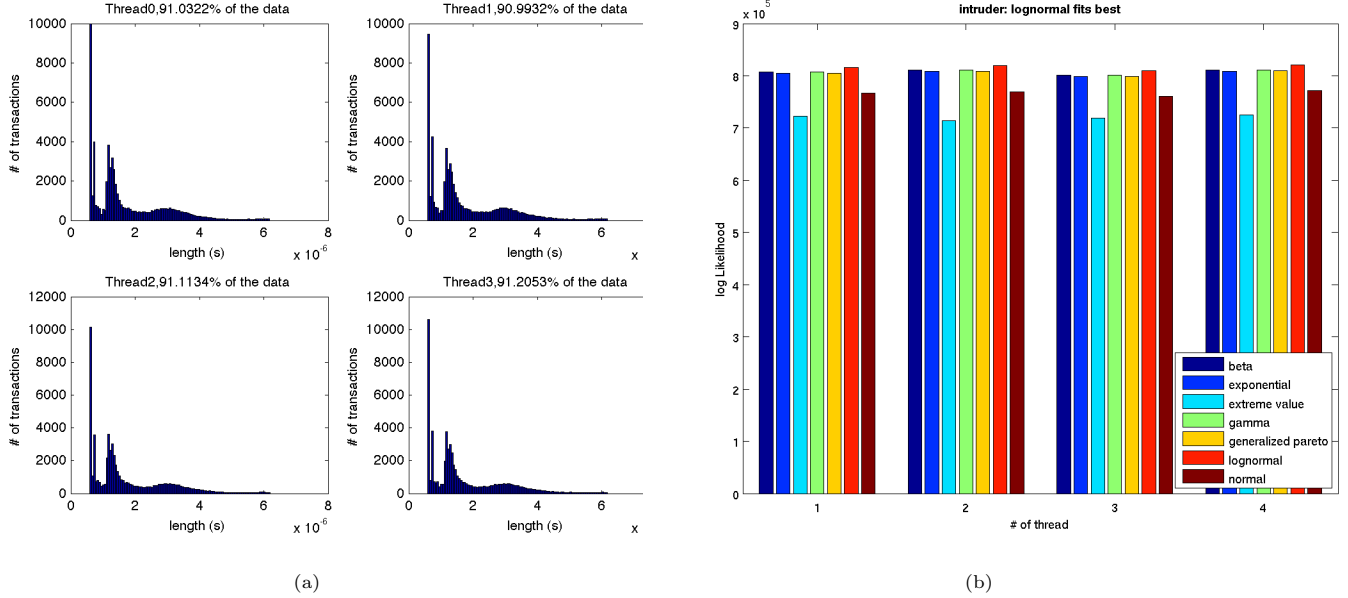 Thread0,91.0322% of the data
10000
8000
6000
4000
2000
0
# of transactions
0 2 4 6 8
x 10^-6
length (s)
Thread1,90.9932% of the data
10000
8000
6000
4000
2000
0
# of transactions
0 2 4 6
x
length (s)
Thread2,91.1134% of the data
12000
10000
8000
6000
4000
2000
0
# of transactions
0 2 4 6 8
x 10^-6
length (s)
Thread3,91.2053% of the data
12000
10000
8000
6000
4000
2000
0
# of transactions
0 2 4 6
x
length (s)
(a)
intruder: lognormal fits best
x 10^5
9
8
7
6
5
4
3
2
1
0
log Likelihood
1 2 3 4
# of thread
beta
exponential
extreme value
gamma
generalized pareto
lognormal
normal
(b)